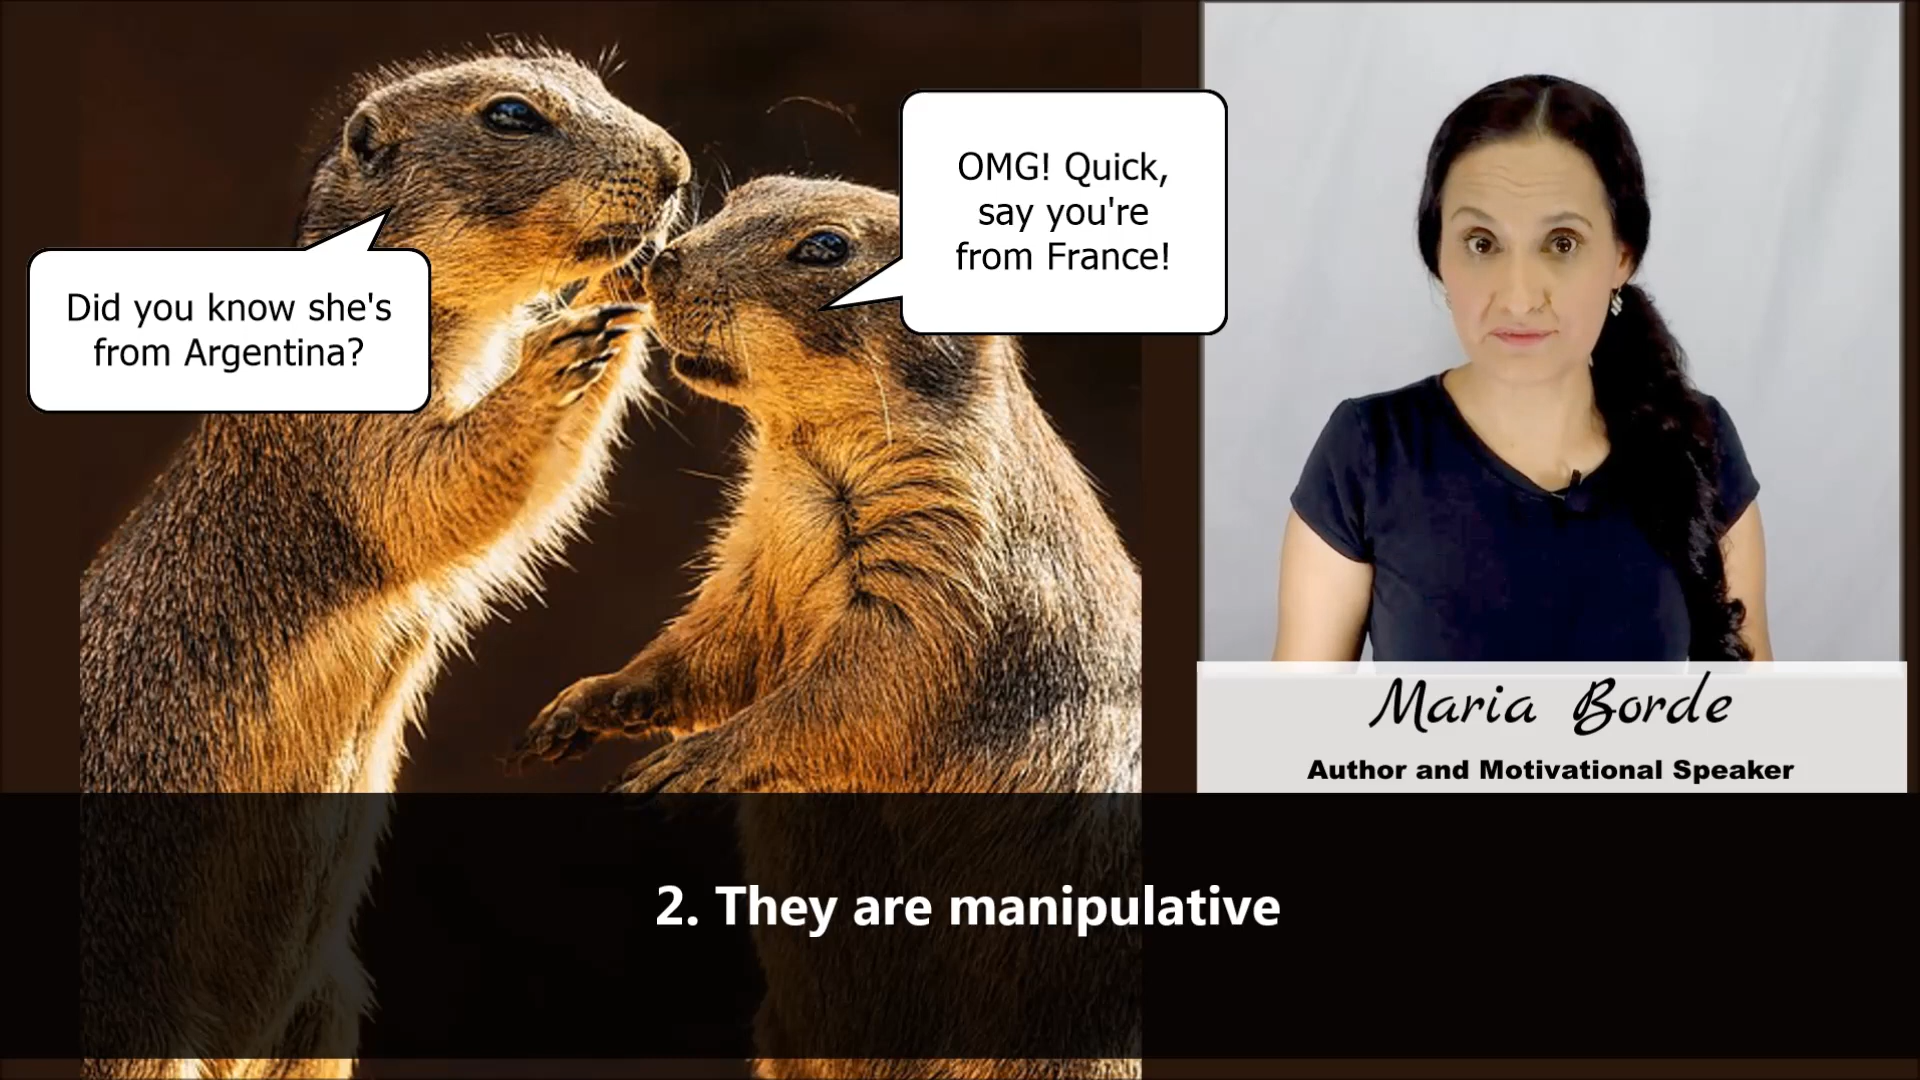 Did you know she's
from Argentina?
OMG! Quick,
say you're
from France!
Maria Borde
Author and Motivational Speaker
2. They are manipulative